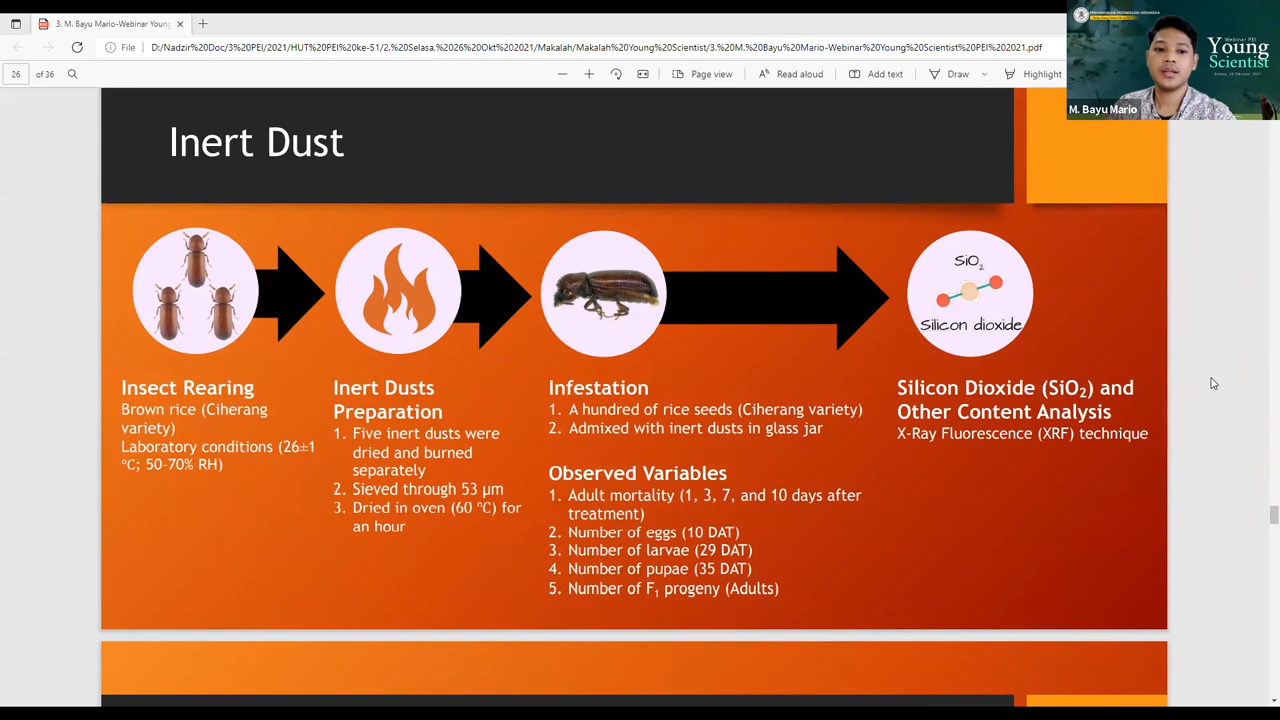 3. M. Bayu Mario-Webinar Young
File
D:/Nadzir%20Doc/3%20PEI/2021/HUT%20PEI%20ke-51/2.%20Selasa,%2026%20Okt%202021/Makalah/Makalah%20Young%20Scientist/3.%20M.%20Bayu%20Mario-Webinar%20Young%20Scientist%20PEI%202021.pdf
26 of 36
Page view
Read aloud
Add text
Draw
Highlight
PERHIMPUNAN ENTOMOLOGI INDONESIA
Webinar PEI
Young
Scientist
Selasa, 26 Oktober 2021
M. Bayu Mario
Inert Dust
SiO2
Silicon dioxide
Insect Rearing
Brown rice (Ciherang
variety)
Laboratory conditions (26±1
°C; 50-70% RH)
Inert Dusts
Preparation
1. Five inert dusts were
dried and burned
separately
2. Sieved through 53 µm
3. Dried in oven (60 °C) for
an hour
Infestation
1. A hundred of rice seeds (Ciherang variety)
2. Admixed with inert dusts in glass jar
Observed Variables
1. Adult mortality (1, 3, 7, and 10 days after
treatment)
2. Number of eggs (10 DAT)
3. Number of larvae (29 DAT)
4. Number of pupae (35 DAT)
5. Number of F1 progeny (Adults)
Silicon Dioxide (SiO2) and
Other Content Analysis
X-Ray Fluorescence (XRF) technique